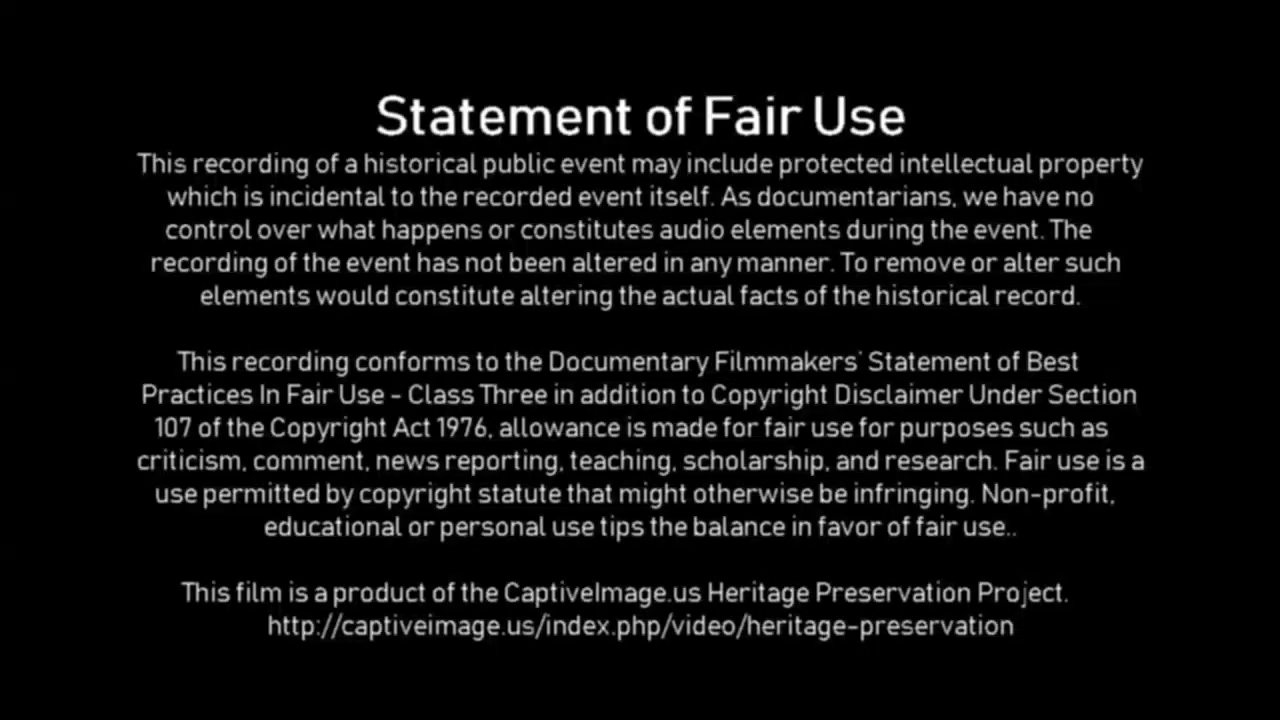 Statement of Fair Use
This recording of a historical public event may include protected intellectual property
which is incidental to the recorded event itself. As documentarians, we have no
control over what happens or constitutes audio elements during the event. The
recording of the event has not been altered in any manner. To remove or alter such
elements would constitute altering the actual facts of the historical record.
This recording conforms to the Documentary Filmmakers' Statement of Best
Practices In Fair Use - Class Three in addition to Copyright Disclaimer Under Section
107 of the Copyright Act 1976, allowance is made for fair use for purposes such as
criticism, comment, news reporting, teaching, scholarship, and research. Fair use is a
use permitted by copyright statute that might otherwise be infringing. Non-profit,
educational or personal use tips the balance in favor of fair use..
This film is a product of the CaptiveImage.us Heritage Preservation Project.
http://captiveimage.us/index.php/video/heritage-preservation